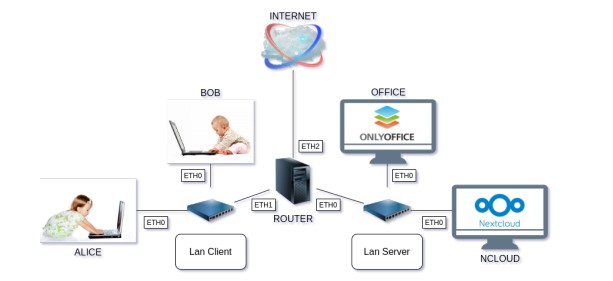 INTERNET
BOB
OFFICE
ONLYOFFICE
ETH2
ETH0
ETH0
ETH0
ETH1
ETH0
ETH0
Nextcloud
ROUTER
ALICE
Lan Client
Lan Server
NCLOUD